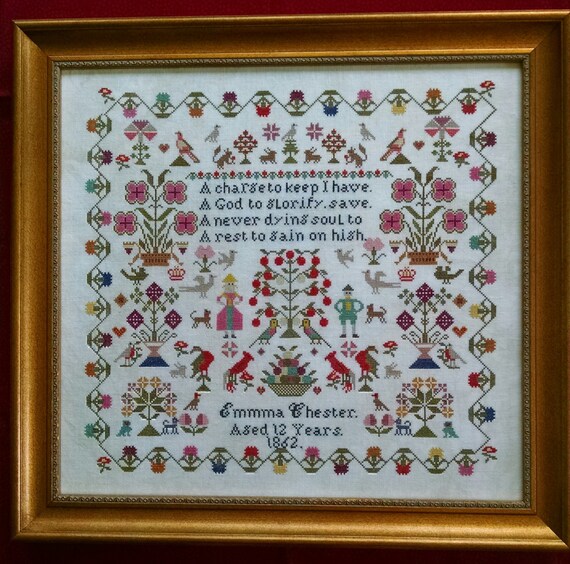 A charge to keep I have.
A God to glorify. save.
A never dying soul to
A rest to gain on high
Emmma Chester.
Aged 12 Years.
1862.